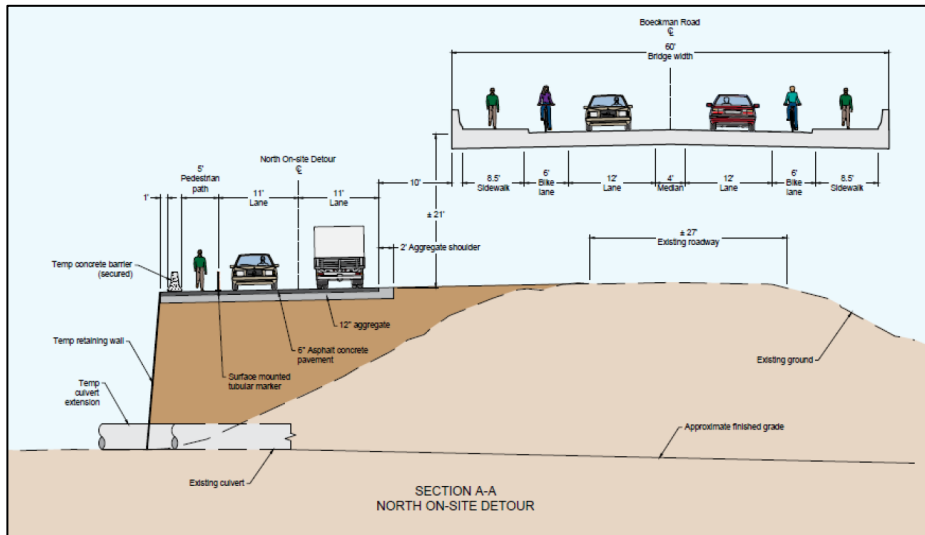 Boeckman Road
℄
60'
Bridge width
North On-site Detour
℄
5'
Pedestrian
path
1'
11'
Lane
11'
Lane
10'
8.5'
Sidewalk
6'
Bike
lane
12'
Lane
4'
Median
12'
Lane
6'
Bike
lane
8.5'
Sidewalk
± 21'
± 27'
Existing roadway
2' Aggregate shoulder
Temp concrete barrier
(secured)
12" aggregate
6" Asphalt concrete
pavement
Temp retaining wall
Surface mounted
tubular marker
Existing ground
Temp
culvert
extension
Approximate finished grade
Existing culvert
SECTION A-A
NORTH ON-SITE DETOUR